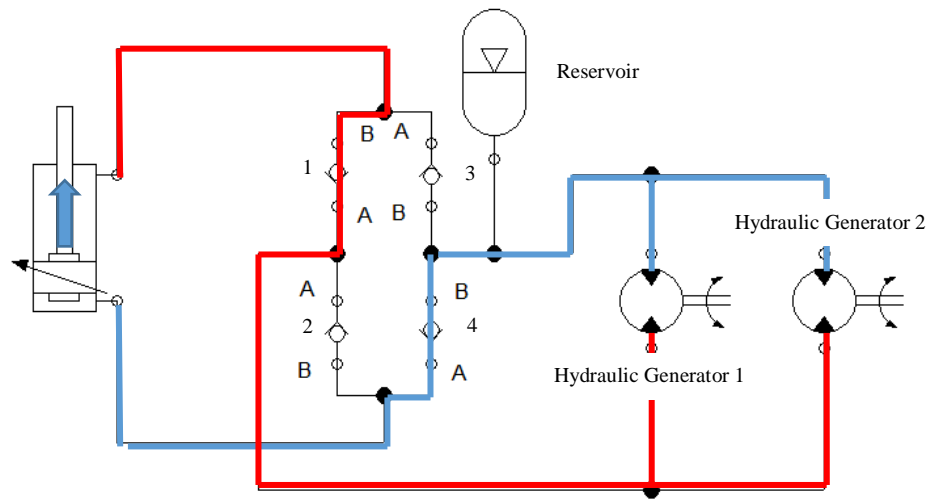 Reservoir
B A
1
3
A B
Hydraulic Generator 2
A B
2 4
B A
Hydraulic Generator 1